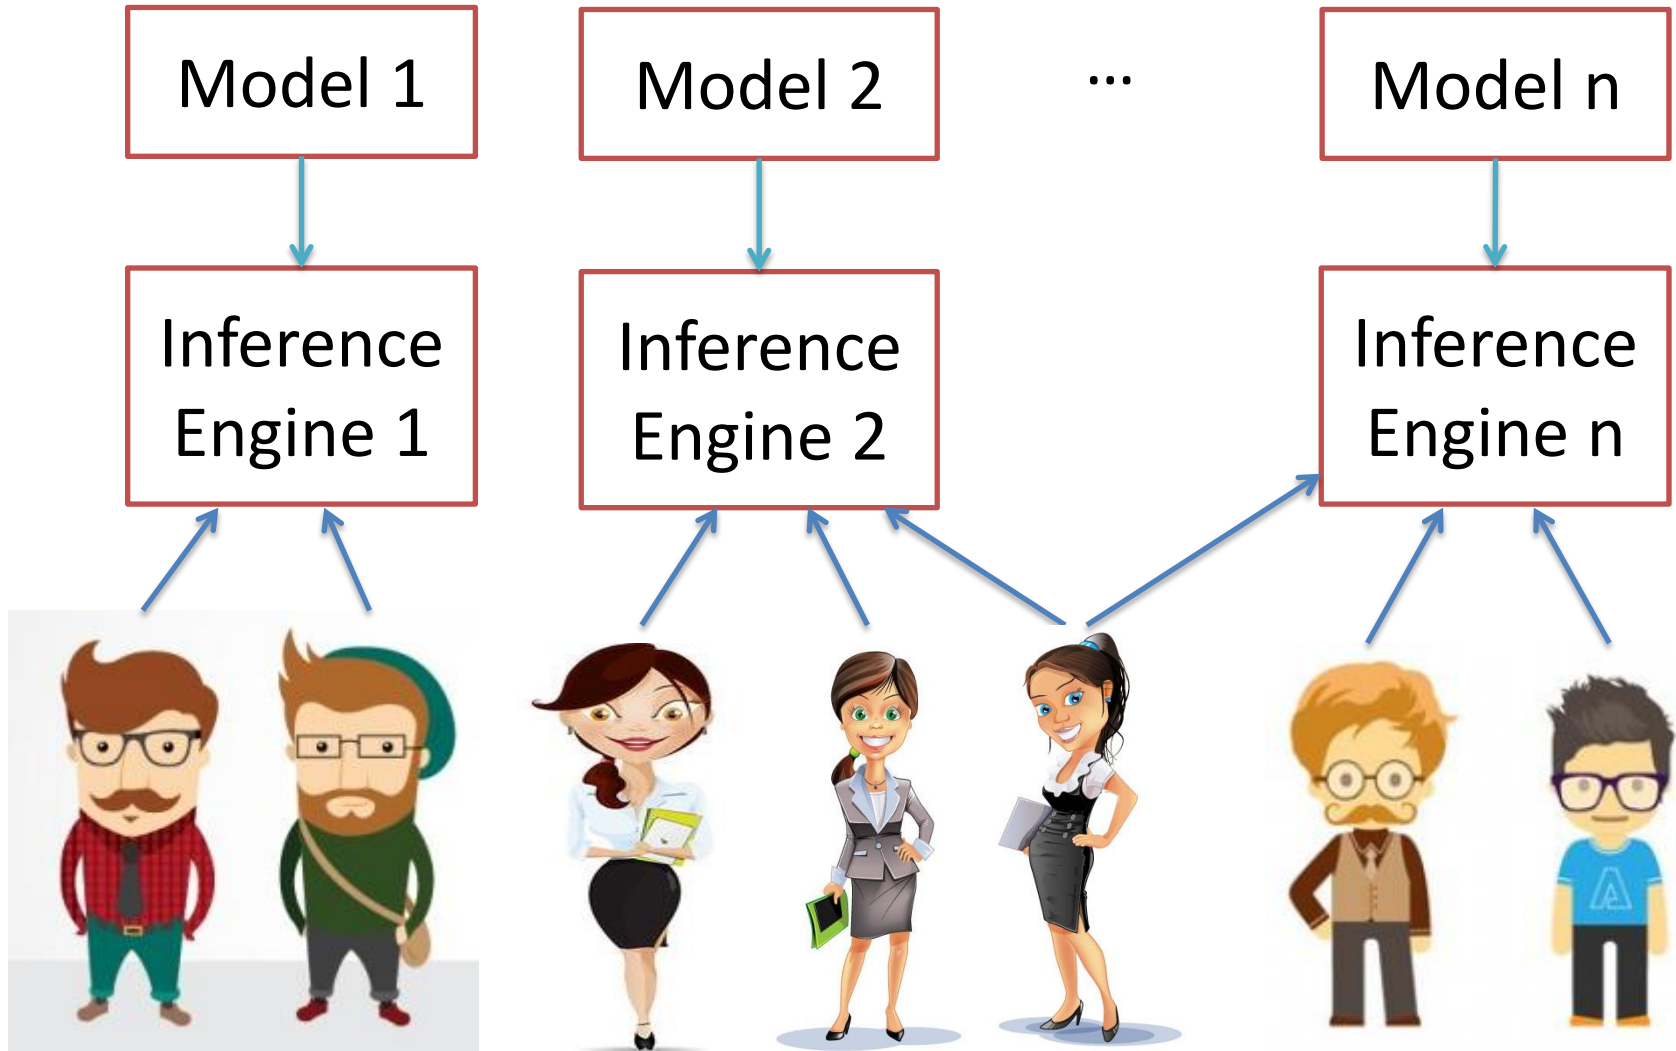 Model 1
Model 2
...
Model n
Inference
Engine 1
Inference
Engine 2
Inference
Engine n
A